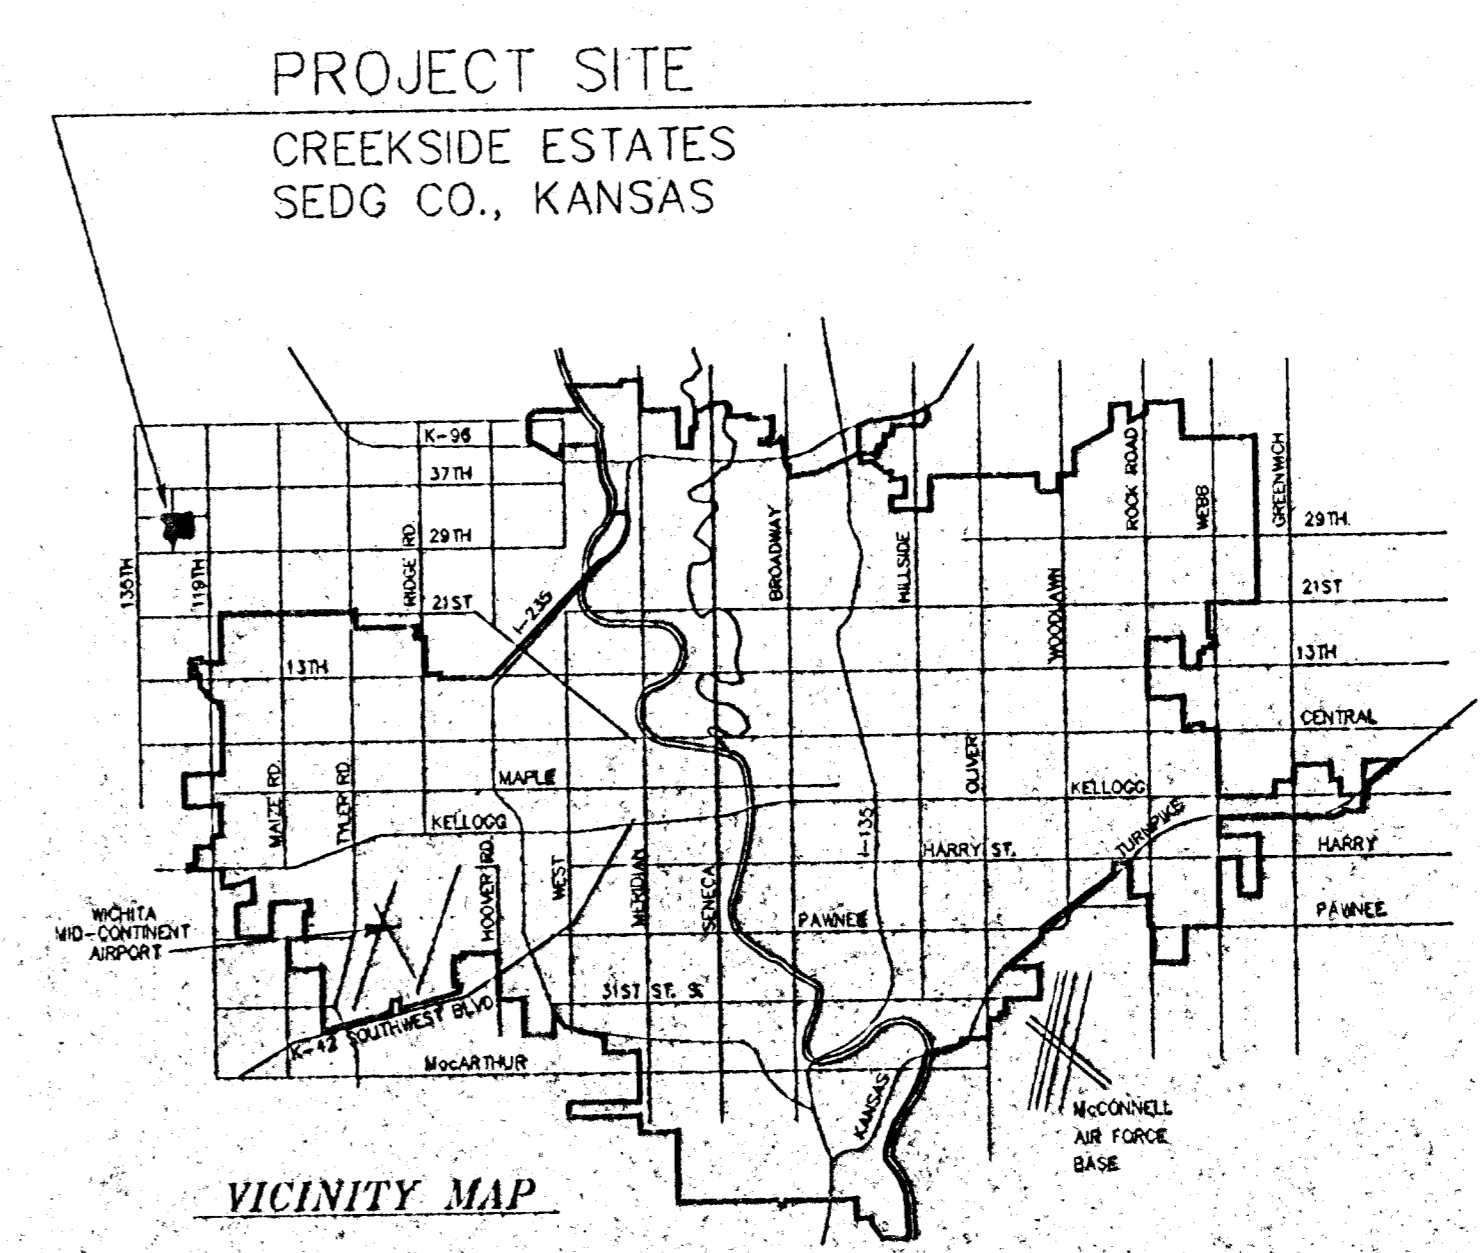 PROJECT SITE
CREEKSIDE ESTATES
SEDG CO., KANSAS
K-96
37TH
29TH
21ST
13TH
135TH
119TH
RIDGE RD.
I-235
BROADWAY
HILLSIDE
WOODLAWN
ROCK ROAD
WEBB
GREENWICH
29TH.
21ST
13TH
CENTRAL
MAIZE RD.
TYLER RD.
MAPLE
KELLOGG
HOOVER RD.
WEST
MERIDIAN
SENECA
I-135
OLIVER
KELLOGG
TURNPIKE
HARRY ST.
HARRY
PAWNEE
PAWNEE
WICHITA
MID-CONTINENT
AIRPORT
31ST ST. S.
K-42 SOUTHWEST BLVD
MacARTHUR
KANSAS
McCONNELL
AIR FORCE
BASE
VICINITY MAP